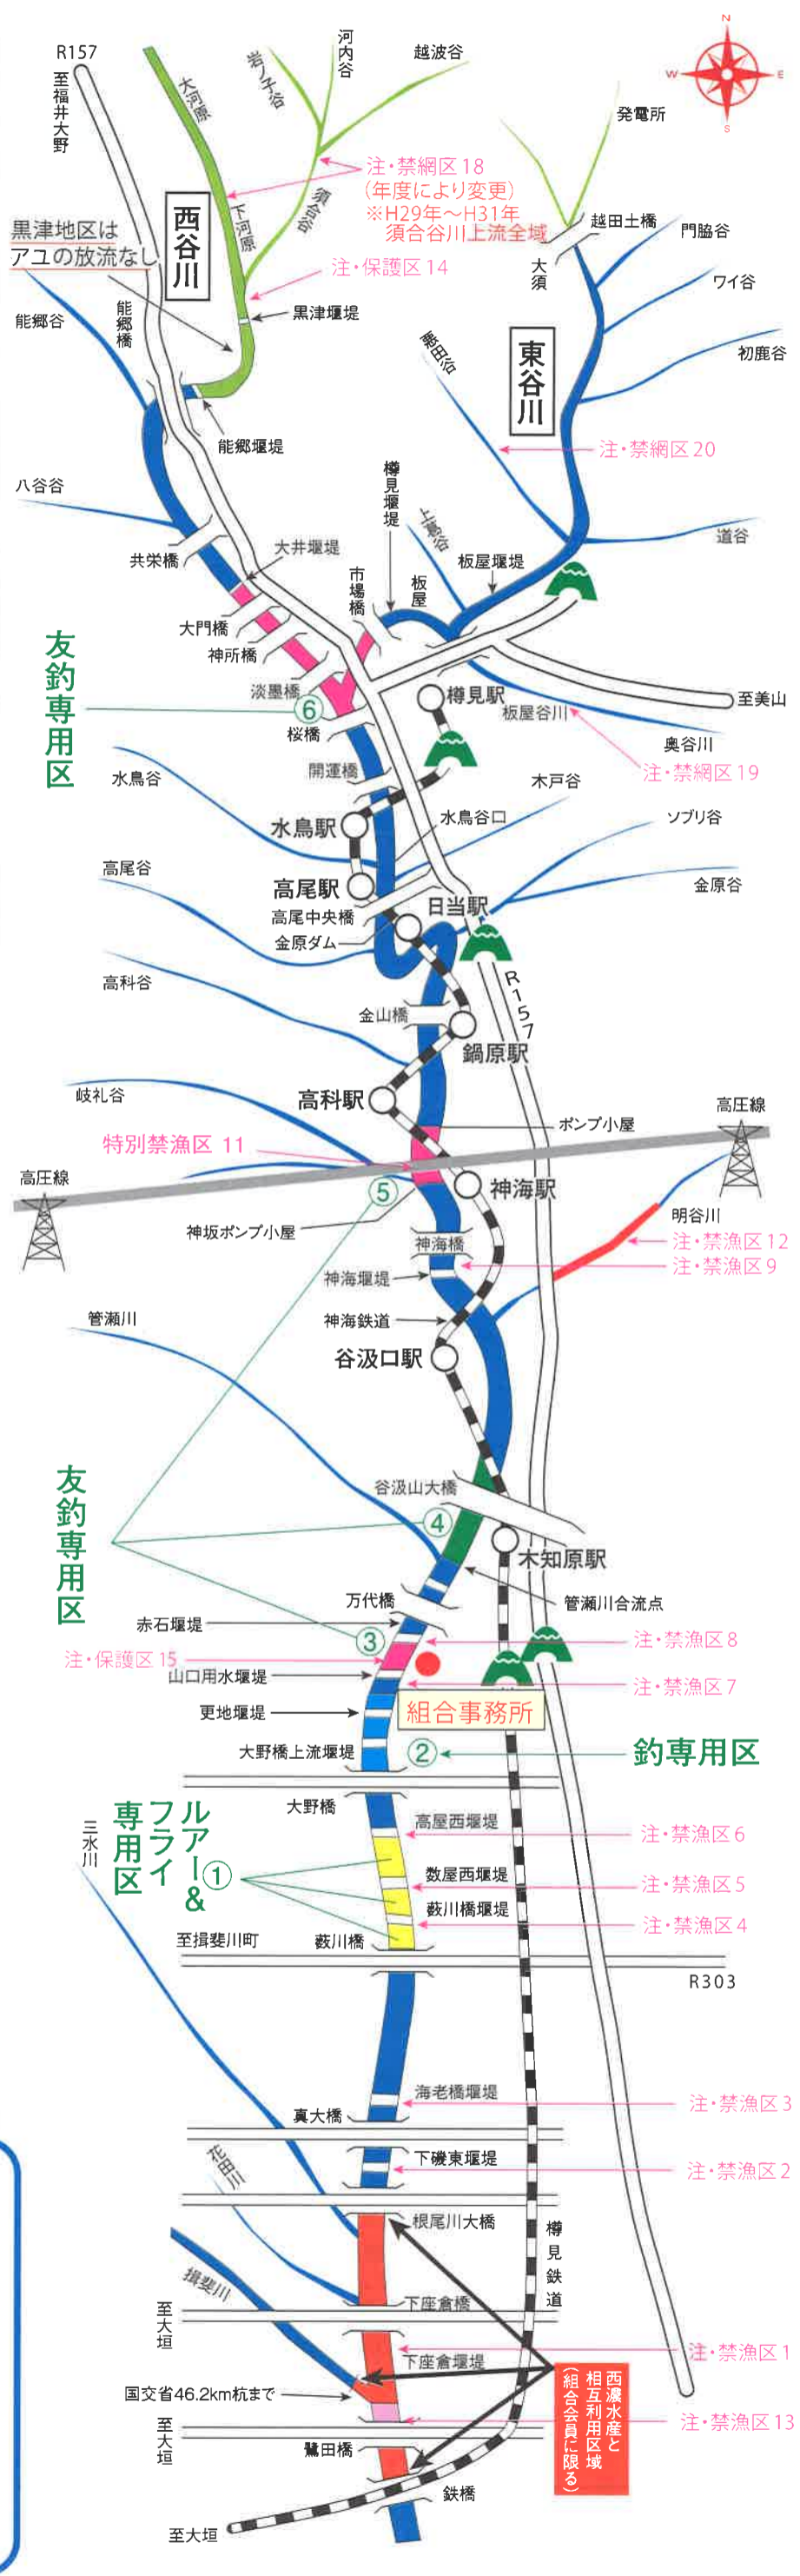 N
W
E
S
R157
至福井大野
大河原
岩ノ子谷
河内谷
越波谷
発電所
注・禁網区18
(年度により変更)
※H29年～H31年
須合谷川上流全域
須合谷
下河原
西谷川
黒津地区は
アユの放流なし
注・保護区14
越田土橋
大須
門脇谷
ワイ谷
初鹿谷
能郷谷
能郷橋
黒津堰堤
悪田谷
東谷川
能郷堰堤
注・禁網区20
八谷谷
樽見堰堤
上葛谷
道谷
共栄橋
大井堰堤
市場橋
板屋
板屋堰堤
大門橋
神所橋
友釣専用区
淡墨橋
⑥
桜橋
樽見駅
板屋谷川
至美山
奥谷川
注・禁網区19
開運橋
水鳥谷
木戸谷
水鳥駅
水鳥谷口
ソブリ谷
高尾谷
高尾駅
金原谷
高尾中央橋
日当駅
金原ダム
高科谷
R157
金山橋
鍋原駅
岐礼谷
高科駅
高圧線
ポンプ小屋
特別禁漁区 11
高圧線
⑤
神海駅
明谷川
神坂ポンプ小屋
神海橋
注・禁漁区12
注・禁漁区9
神海堰堤
管瀬川
神海鉄道
谷汲口駅
友釣専用区
谷汲山大橋
④
木知原駅
万代橋
管瀬川合流点
赤石堰堤
③
注・禁漁区8
注・保護区15
山口用水堰堤
注・禁漁区7
更地堰堤
組合事務所
大野橋上流堰堤
②
釣専用区
大野橋
ルアー&
フライ
専用区
①
三水川
高屋西堰堤
注・禁漁区6
数屋西堰堤
注・禁漁区5
藪川橋堰堤
注・禁漁区4
至揖斐川町
藪川橋
R303
海老橋堰堤
注・禁漁区3
真大橋
下磯東堰堤
注・禁漁区2
花田川
根尾川大橋
樽見鉄道
揖斐川
至大垣
下座倉橋
注・禁漁区1
下座倉堰堤
国交省46.2km杭まで
西濃水産と
相互利用区域
(組合会員に限る)
至大垣
注・禁漁区13
鷺田橋
鉄橋
至大垣